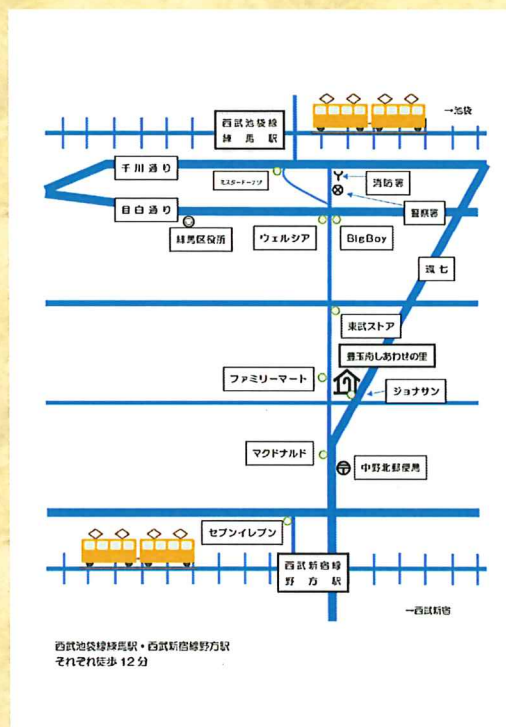 →池袋
西武池袋線
練馬駅
千川通り
ミスタードーナツ
消防署
目白通り
警察署
練馬区役所
ウェルシア
BigBoy
環七
東武ストア
豊玉南しあわせの里
ファミリーマート
ジョナサン
マクドナルド
中野北郵便局
セブンイレブン
西武新宿線
野方駅
→西武新宿
西武池袋線練馬駅・西武新宿線野方駅
それぞれ徒歩12分